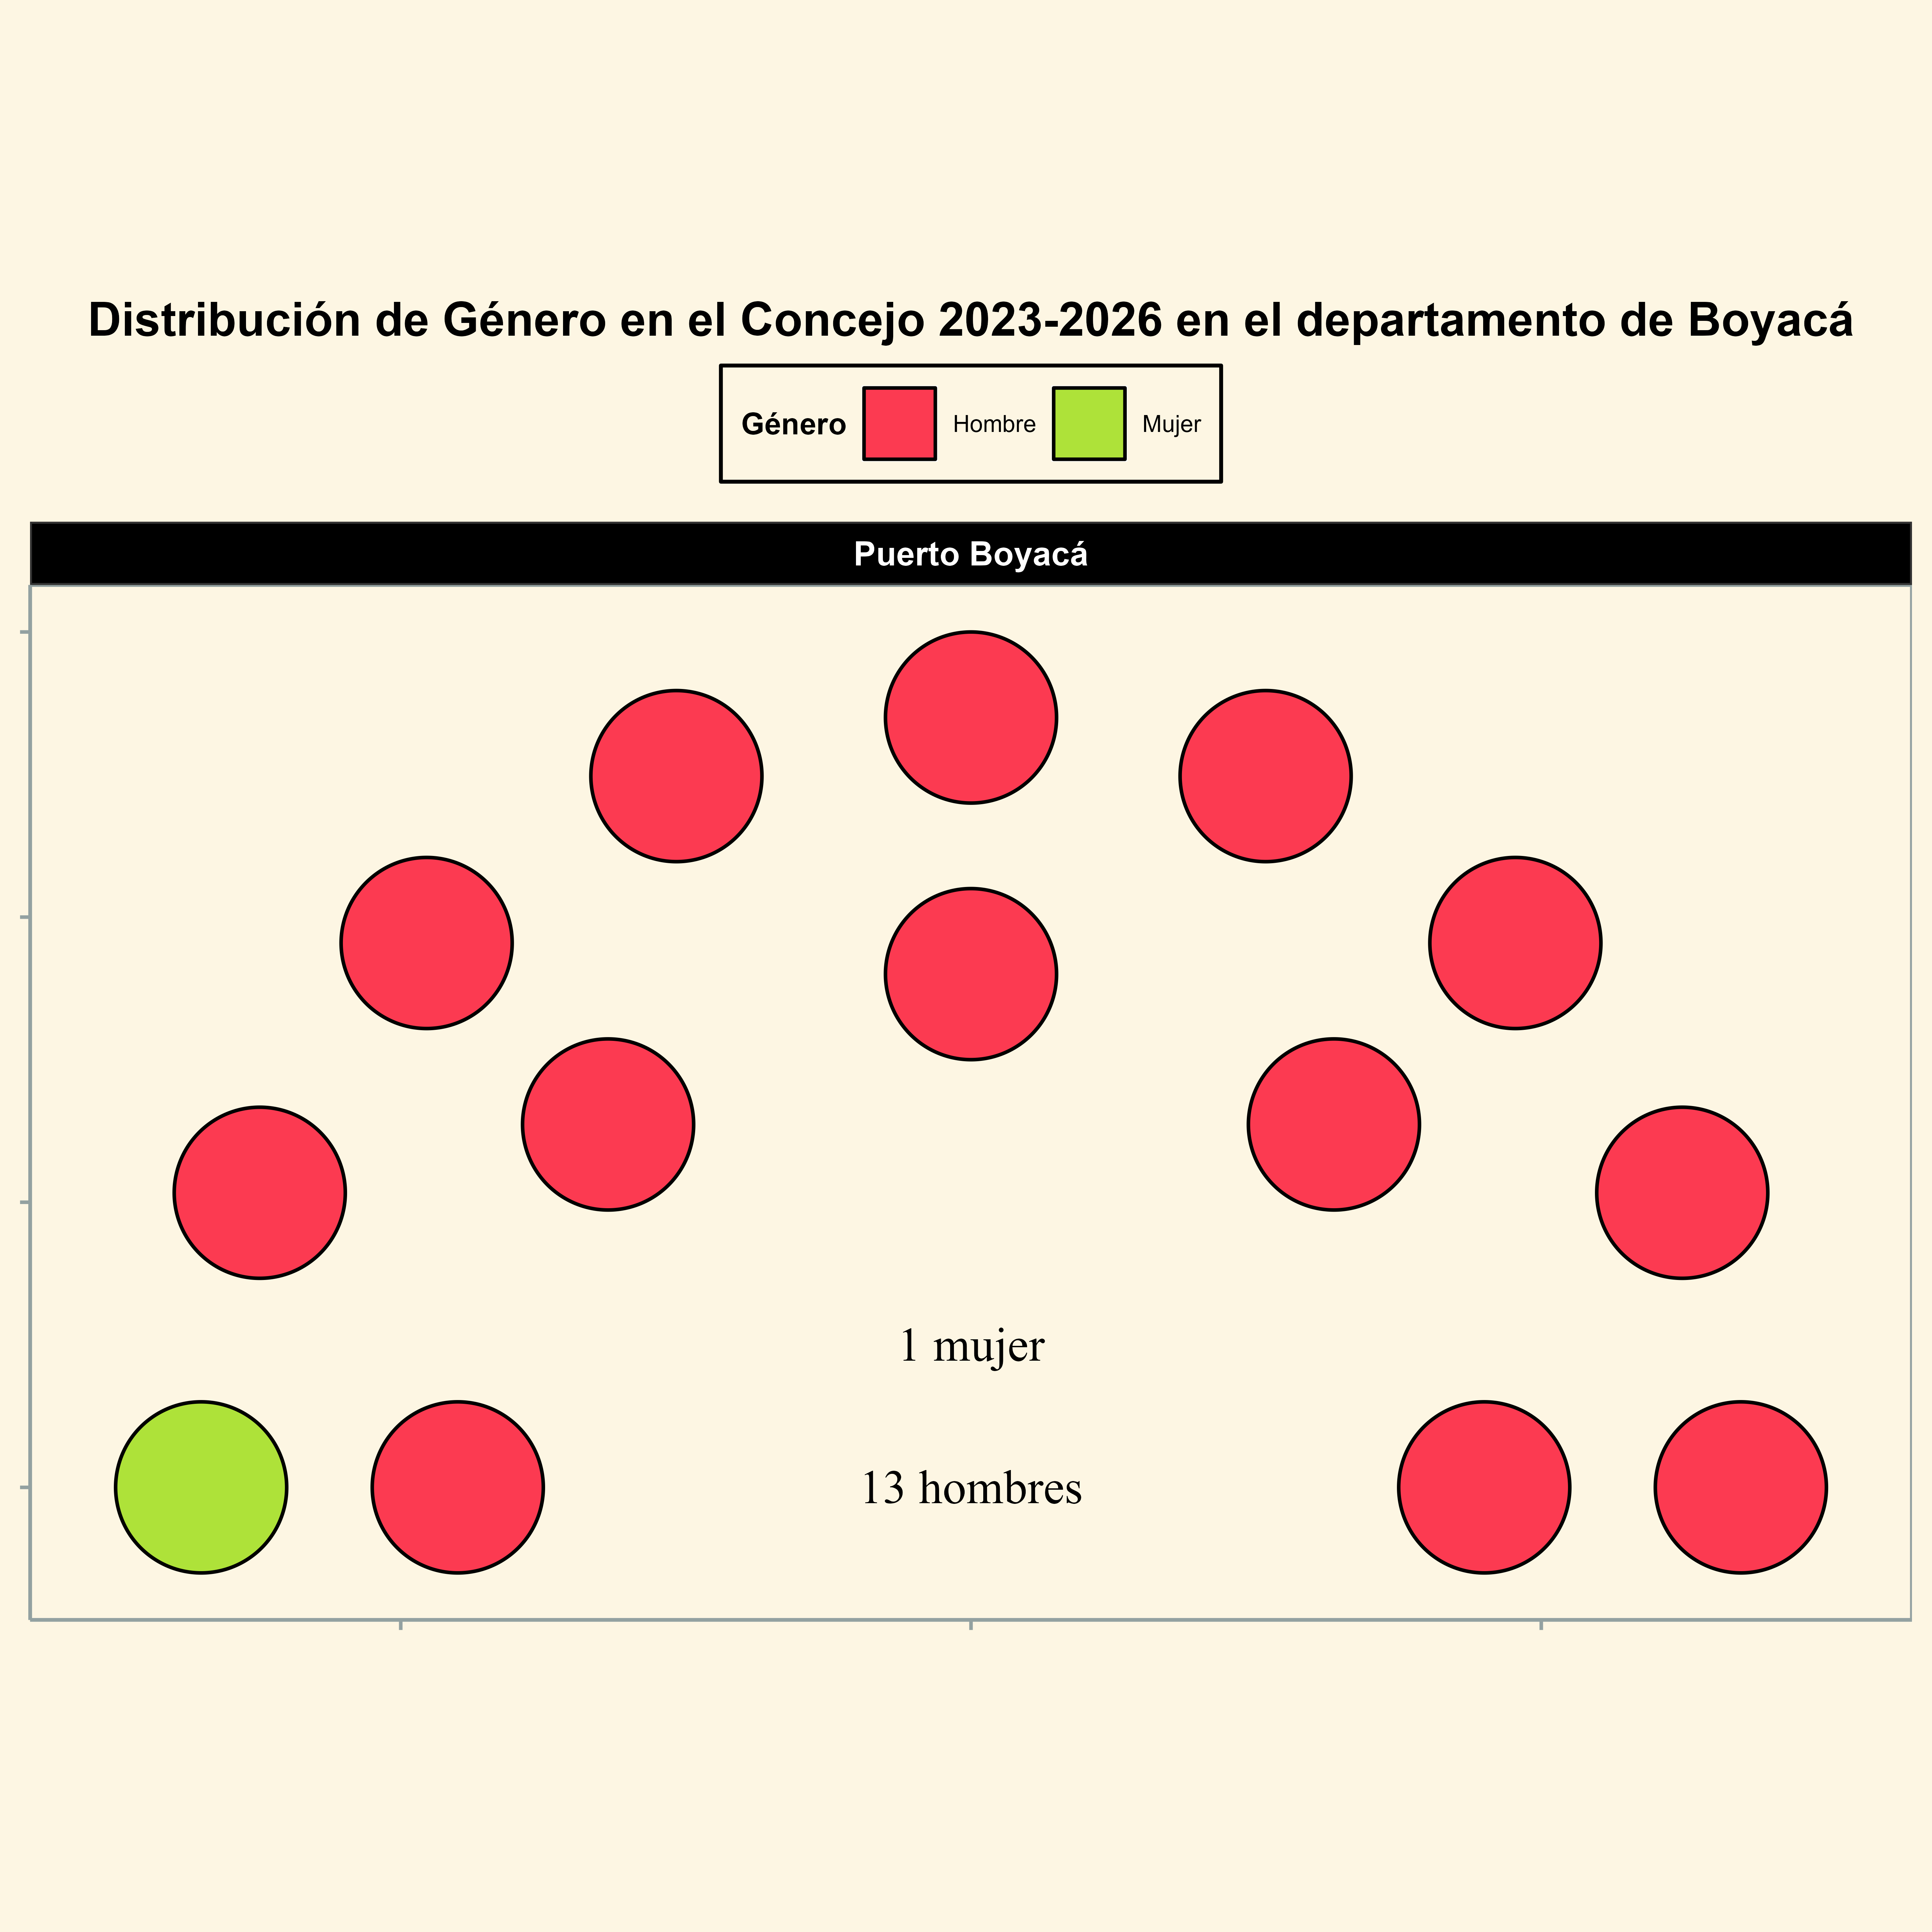 Distribución de Género en el Concejo 2023-2026 en el departamento de Boyacá
Género Hombre Mujer
Puerto Boyacá
1 mujer
13 hombres